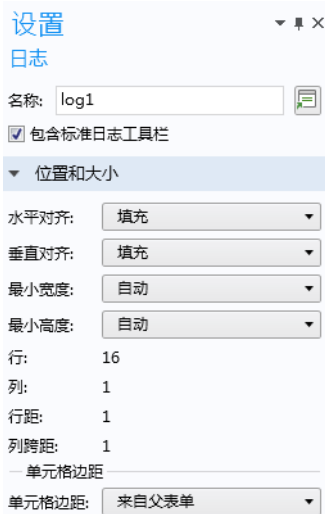 设置
日志
名称: log1
包含标准日志工具栏
位置和大小
水平对齐: 填充
垂直对齐: 填充
最小宽度: 自动
最小高度: 自动
行: 16
列: 1
行距: 1
列跨距: 1
单元格边距
单元格边距: 来自父表单